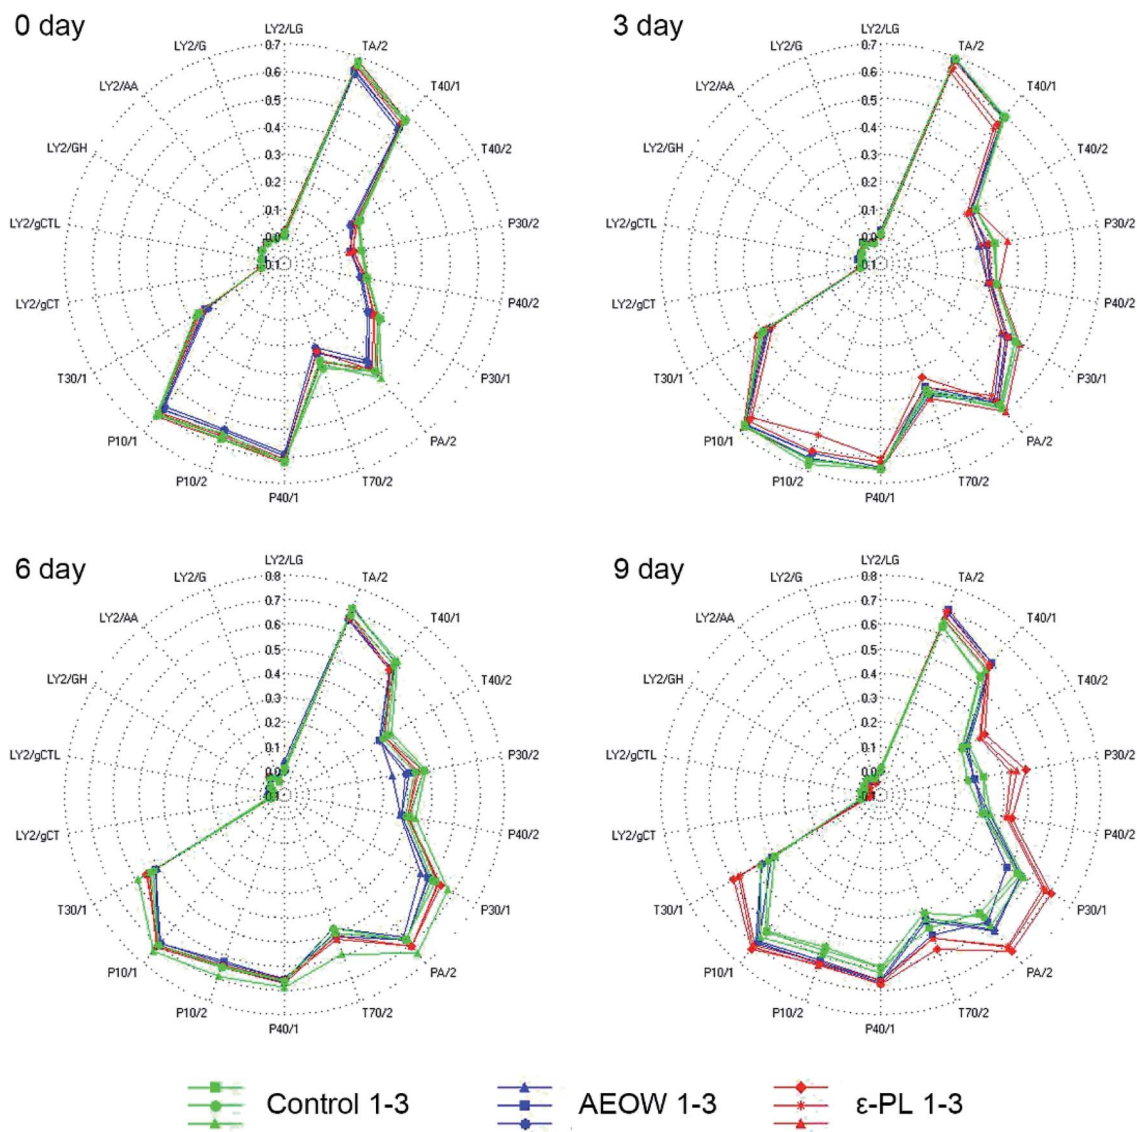 0 day
LY2/LG
TA/2
T40/1
T40/2
P30/2
P40/2
P30/1
PA/2
T70/2
P40/1
P10/2
P10/1
T30/1
LY2/gCT
LY2/gCTL
LY2/GH
LY2/AA
LY2/G
0.7
0.6
0.5
0.4
0.3
0.2
0.1
0.0
0.1
3 day
LY2/LG
TA/2
T40/1
T40/2
P30/2
P40/2
P30/1
PA/2
T70/2
P40/1
P10/2
P10/1
T30/1
LY2/gCT
LY2/gCTL
LY2/GH
LY2/AA
LY2/G
0.7
0.6
0.5
0.4
0.3
0.2
0.1
0.0
0.1
6 day
LY2/LG
TA/2
T40/1
T40/2
P30/2
P40/2
P30/1
PA/2
T70/2
P40/1
P10/2
P10/1
T30/1
LY2/gCT
LY2/gCTL
LY2/GH
LY2/AA
LY2/G
0.8
0.7
0.6
0.5
0.4
0.3
0.2
0.1
0.0
-0.1
9 day
LY2/LG
TA/2
T40/1
T40/2
P30/2
P40/2
P30/1
PA/2
T70/2
P40/1
P10/2
P10/1
T30/1
LY2/gCT
LY2/gCTL
LY2/GH
LY2/AA
LY2/G
0.8
0.7
0.6
0.5
0.4
0.3
0.2
0.1
0.0
-0.1
Control 1-3
AEOW 1-3
ε-PL 1-3